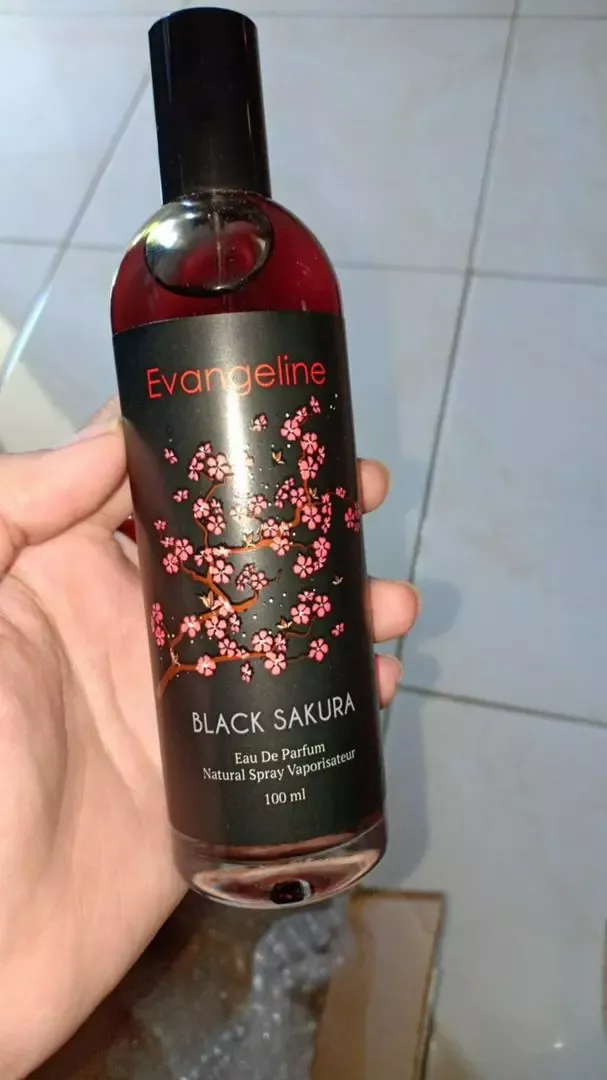 Evangeline
BLACK SAKURA
Eau De Parfum
Natural Spray Vaporisateur
100 ml